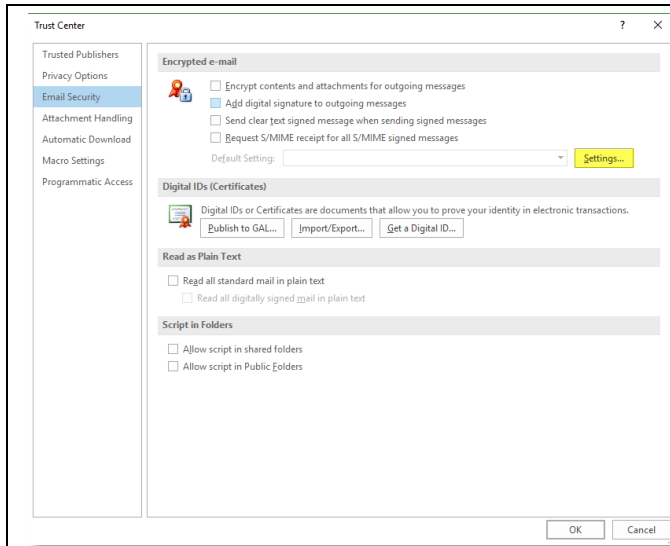 Trust Center ? ×
Trusted Publishers
Privacy Options
Email Security
Attachment Handling
Automatic Download
Macro Settings
Programmatic Access
Encrypted e-mail
Encrypt contents and attachments for outgoing messages
Add digital signature to outgoing messages
Send clear text signed message when sending signed messages
Request S/MIME receipt for all S/MIME signed messages
Default Setting: Settings...
Digital IDs (Certificates)
Digital IDs or Certificates are documents that allow you to prove your identity in electronic transactions.
Publish to GAL... Import/Export... Get a Digital ID...
Read as Plain Text
Read all standard mail in plain text
Read all digitally signed mail in plain text
Script in Folders
Allow script in shared folders
Allow script in Public Folders
OK Cancel